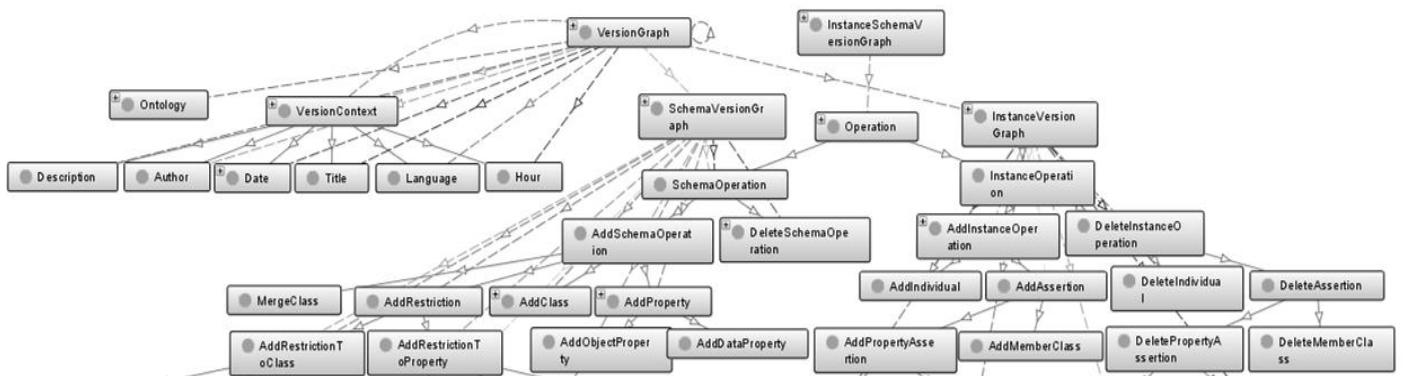 VersionGraph
InstanceSchemaV
ersionGraph
Ontology
VersionContext
SchemaVersionGr
aph
Operation
InstanceVersion
Graph
Description
Author
Date
Title
Language
Hour
SchemaOperation
InstanceOperati
on
AddSchemaOperat
ion
DeleteSchemaOpe
ration
AddInstanceOper
ation
DeleteInstanceO
peration
MergeClass
AddRestriction
AddClass
AddProperty
AddIndividual
AddAssertion
DeleteIndividua
l
DeleteAssertion
AddRestrictionT
oClass
AddRestrictionT
oProperty
AddObjectProper
ty
AddDataProperty
AddPropertyAsse
rtion
AddMemberClass
DeletePropertyA
ssertion
DeleteMemberCla
ss